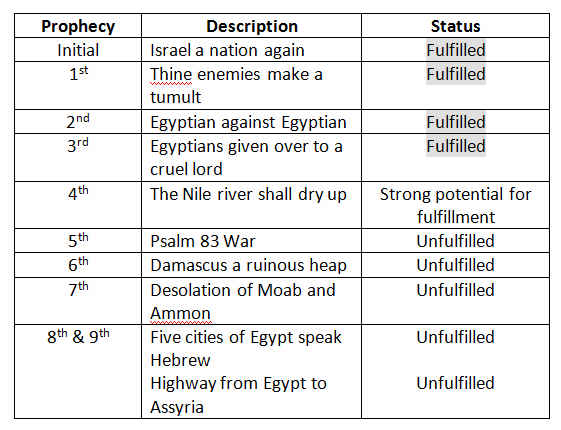 Prophecy Description Status
Initial Israel a nation again Fulfilled
1st Thine enemies make a Fulfilled
tumult
2nd Egyptian against Egyptian Fulfilled
3rd Egyptians given over to a Fulfilled
cruel lord
4th The Nile river shall dry up Strong potential for
fulfillment
5th Psalm 83 War Unfulfilled
6th Damascus a ruinous heap Unfulfilled
7th Desolation of Moab and Unfulfilled
Ammon
8th & 9th Five cities of Egypt speak Unfulfilled
Hebrew
Highway from Egypt to Unfulfilled
Assyria